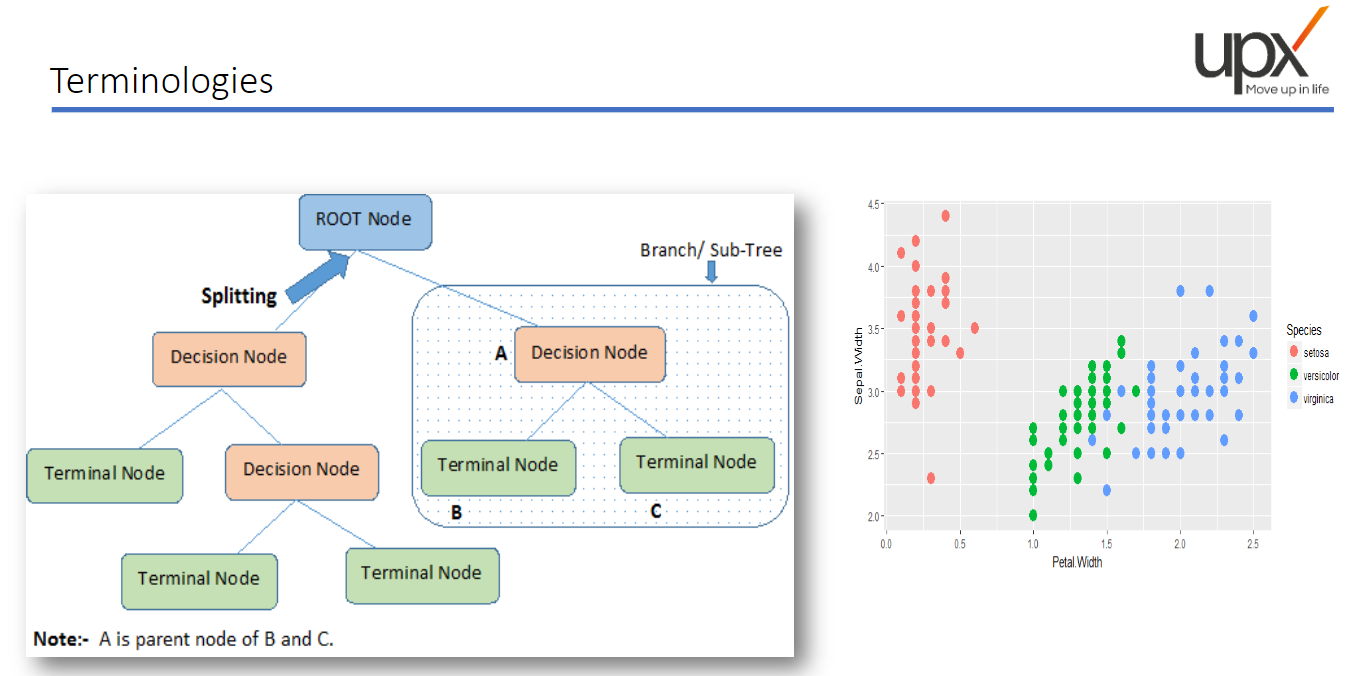 upx
Move up in life
Terminologies
ROOT Node
Branch/ Sub-Tree
Splitting
Decision Node
A
Decision Node
Terminal Node
Decision Node
Terminal Node
Terminal Node
B
C
Terminal Node
Terminal Node
Note:- A is parent node of B and C.
4.5
4.0
3.5
3.0
2.5
2.0
Sepal.Width
0.0
0.5
1.0
1.5
2.0
2.5
Petal.Width
Species
setosa
versicolor
virginica